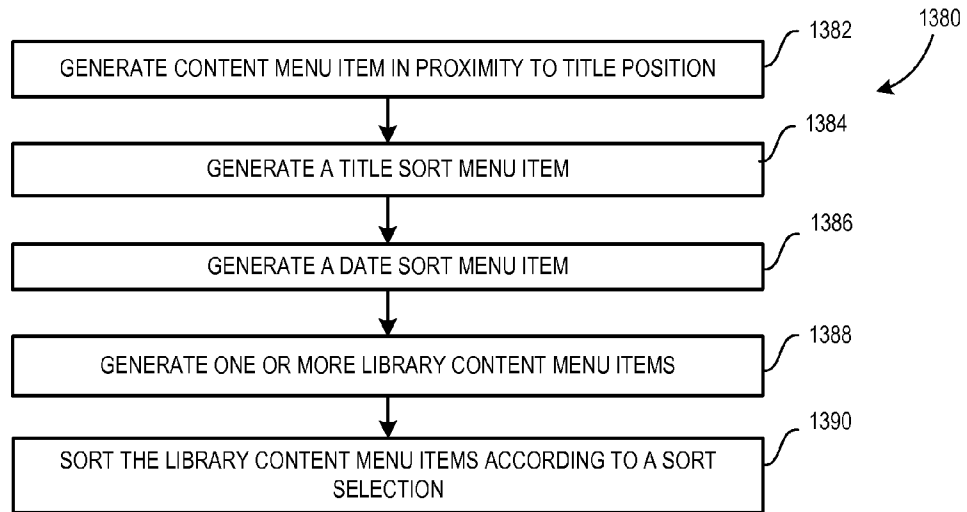 1380
1382
GENERATE CONTENT MENU ITEM IN PROXIMITY TO TITLE POSITION
1384
GENERATE A TITLE SORT MENU ITEM
1386
GENERATE A DATE SORT MENU ITEM
1388
GENERATE ONE OR MORE LIBRARY CONTENT MENU ITEMS
1390
SORT THE LIBRARY CONTENT MENU ITEMS ACCORDING TO A SORT
SELECTION